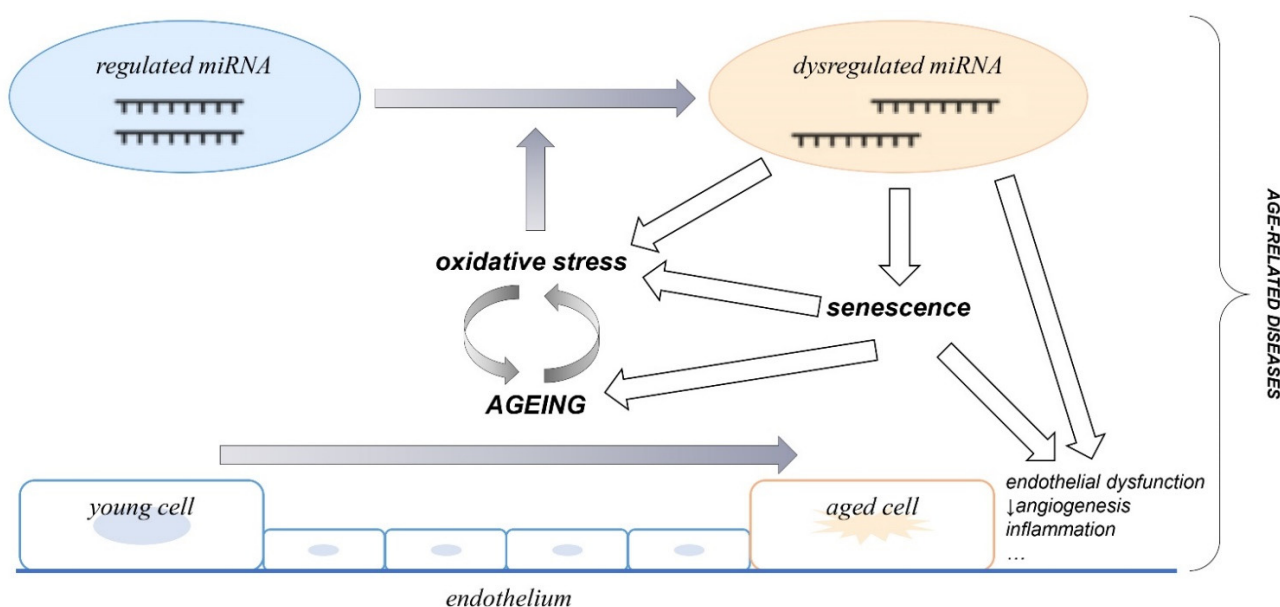 regulated miRNA
dysregulated miRNA
oxidative stress
senescence
AGEING
AGE-RELATED DISEASES
young cell
aged cell
endothelial dysfunction
↓angiogenesis
inflammation
…
endothelium